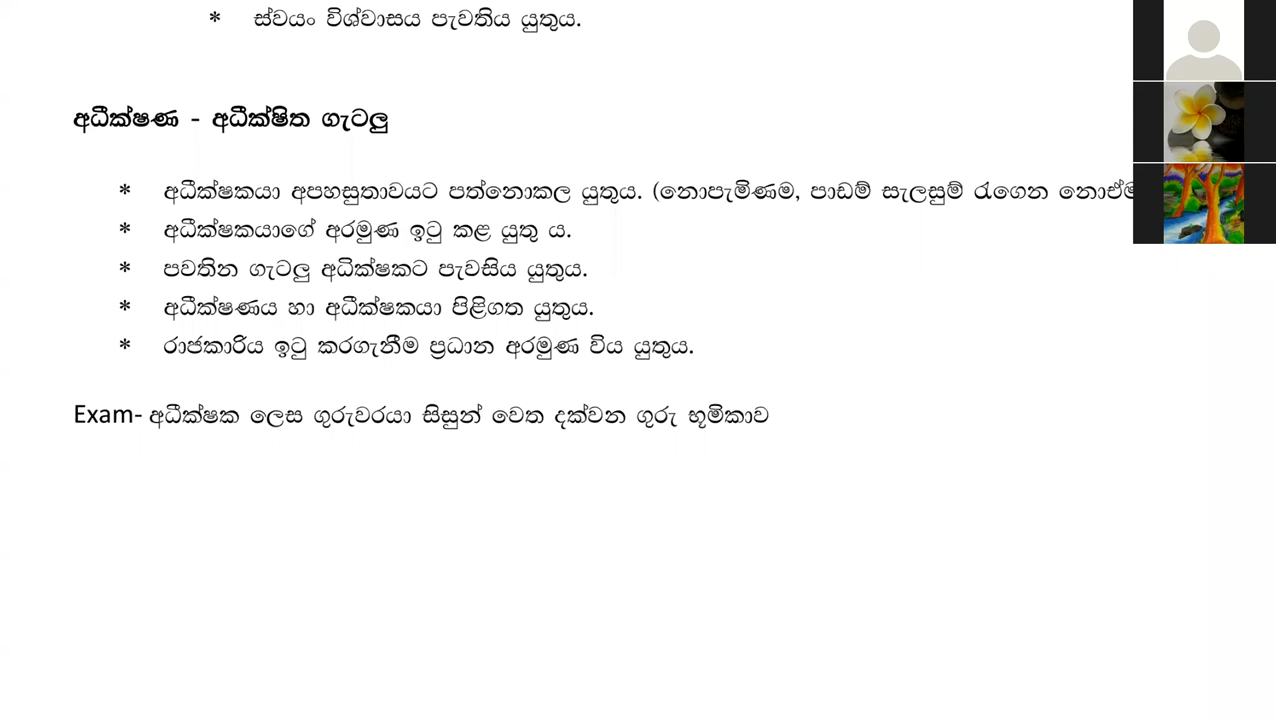 * ස්වයං විශ්වාසය පැවතිය යුතුය.
අධීක්ෂණ - අධීක්ෂිත ගැටලු
* අධීක්ෂකයා අපහසුතාවයට පත්නොකල යුතුය. (නොපැමිණම, පාඩම් සැලසුම් රැගෙන
* අධීක්ෂකයාගේ අරමුණ ඉටු කළ යුතු ය.
* පවතින ගැටලු අධික්ෂකට පැවසිය යුතුය.
* අධීක්ෂණය හා අධීක්ෂකයා පිළිගත යුතුය.
* රාජකාරිය ඉටු කරගැනීම ප්‍රධාන අරමුණ විය යුතුය.
Exam- අධීක්ෂක ලෙස ගුරුවරයා සිසුන් වෙත දක්වන ගුරු භූමිකාව